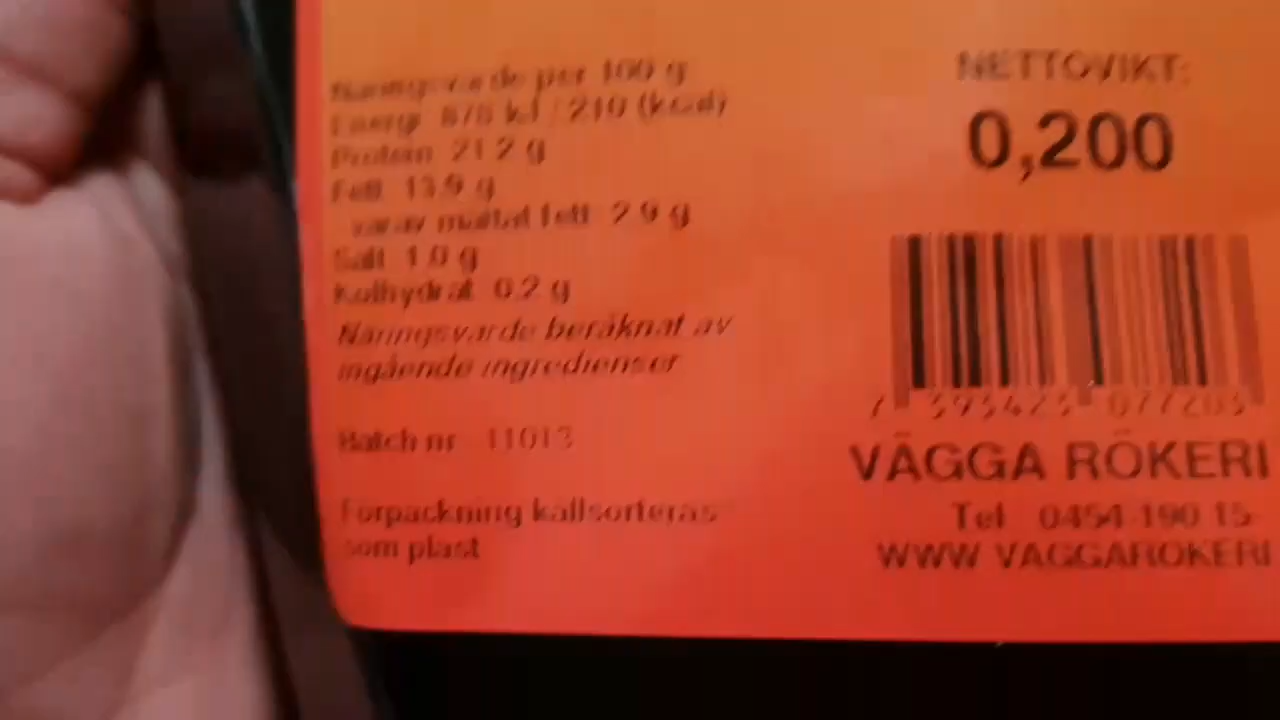 Näringsvärde per 100 g
Energi 878 kJ / 210 (kcal)
Protein 21.2 g
Fett 13.9 g
varav mättat fett 2.9 g
Salt 1.0 g
Kolhydrat 0.2 g
Näringsvärde beräknat av
ingående ingredienser
Batch nr 11013
Förpackning källsorteras
som plast
NETTOVIKT:
0,200
VÄGGA RÖKERI
Tel 0454-190 15
WWW VAGGAROKERI